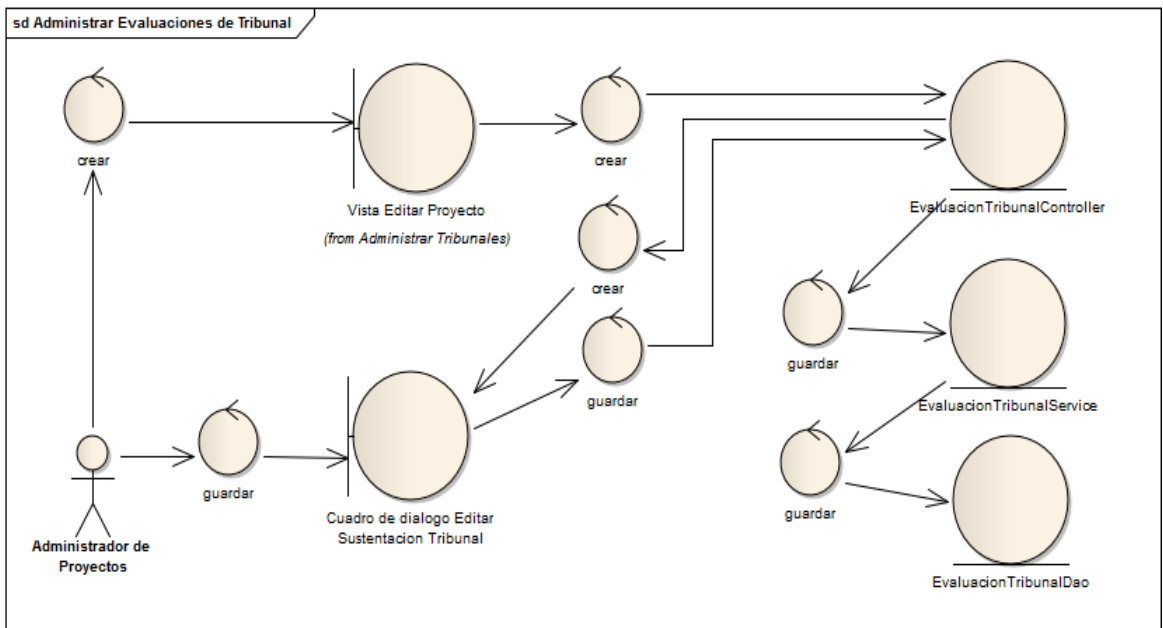 sd Administrar Evaluaciones de Tribunal
crear
Vista Editar Proyecto
(from Administrar Tribunales)
crear
EvaluacionTribunalController
crear
guardar
guardar
EvaluacionTribunalService
guardar
Cuadro de dialogo Editar
Sustentacion Tribunal
guardar
Administrador de
Proyectos
EvaluacionTribunalDao